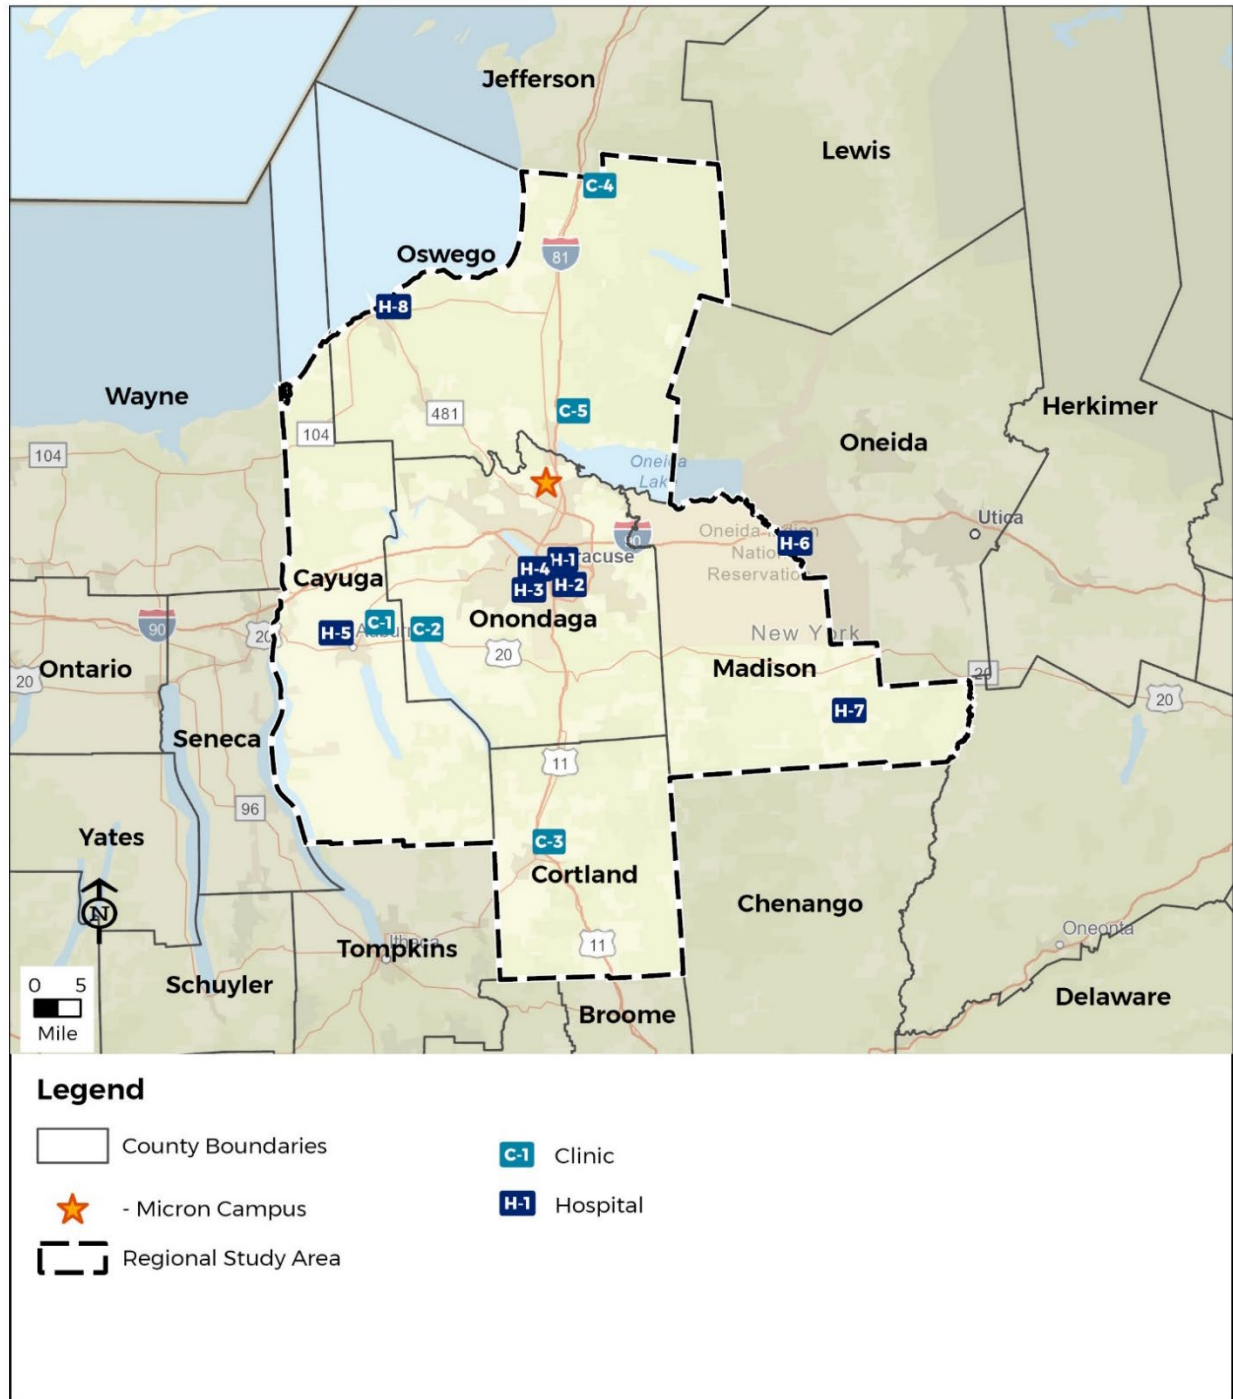 Jefferson
Lewis
C-4
Oswego
81
H-8
Wayne
Herkimer
481
C-5
104
Oneida
104
Oneida
Lake
Utica
90
Oneida Indian
Nation
Reservation
H-6
H-1
H-4
H-2
H-3
Cayuga
Onondaga
90
20
H-5
C-1
C-2
New York
20
Ontario
20
Madison
20
20
Seneca
H-7
11
96
Yates
C-3
Cortland
N
Chenango
11
Oneonta
Tompkins
Ithaca
Schuyler
Delaware
Broome
0 5
Mile
Legend
County Boundaries
C-1 Clinic
- Micron Campus
H-1 Hospital
Regional Study Area